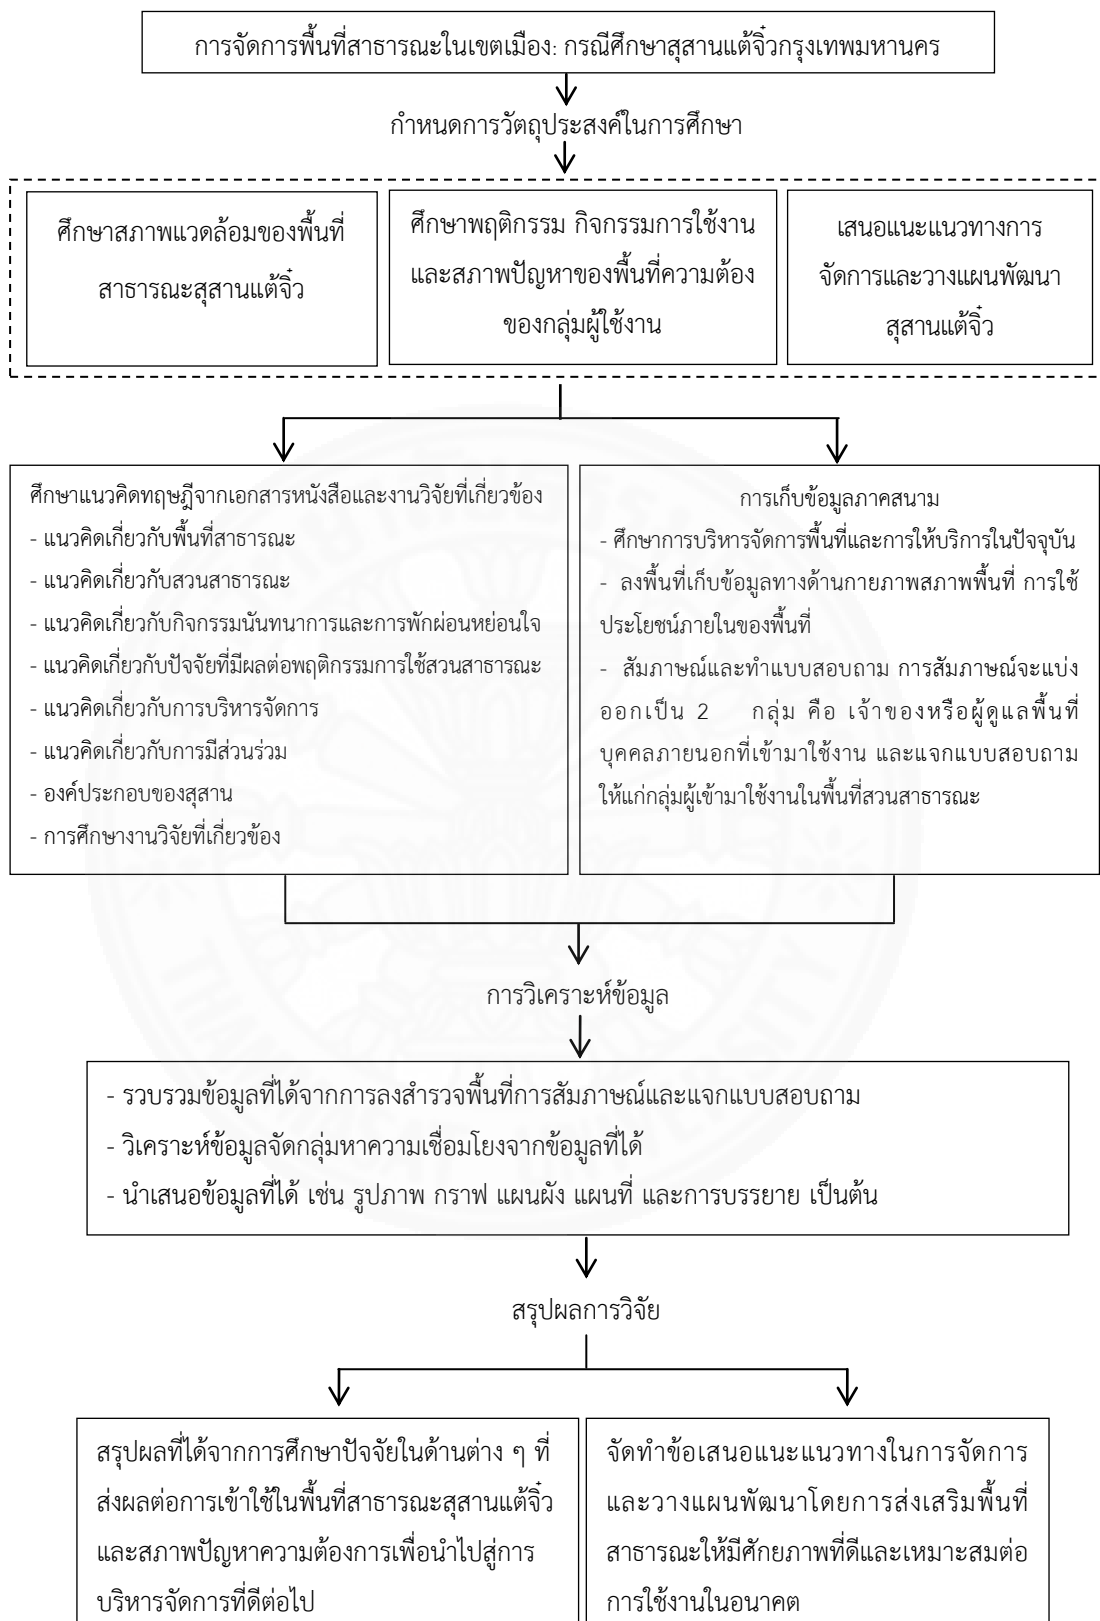 การจัดการพื้นที่สาธารณะในเขตเมือง: กรณีศึกษาสุสานแต้จิ๋วกรุงเทพมหานคร
กำหนดการวัตถุประสงค์ในการศึกษา
ศึกษาสภาพแวดล้อมของพื้นที่
สาธารณะสุสานแต้จิ๋ว
ศึกษาพฤติกรรม กิจกรรมการใช้งาน
และสภาพปัญหาของพื้นที่ความต้อง
ของกลุ่มผู้ใช้งาน
เสนอแนะแนวทางการ
จัดการและวางแผนพัฒนา
สุสานแต้จิ๋ว
ศึกษาแนวคิดทฤษฎีจากเอกสารหนังสือและงานวิจัยที่เกี่ยวข้อง
- แนวคิดเกี่ยวกับพื้นที่สาธารณะ
- แนวคิดเกี่ยวกับสวนสาธารณะ
- แนวคิดเกี่ยวกับกิจกรรมนันทนาการและการพักผ่อนหย่อนใจ
- แนวคิดเกี่ยวกับปัจจัยที่มีผลต่อพฤติกรรมการใช้สวนสาธารณะ
- แนวคิดเกี่ยวกับการบริหารจัดการ
- แนวคิดเกี่ยวกับการมีส่วนร่วม
- องค์ประกอบของสุสาน
- การศึกษางานวิจัยที่เกี่ยวข้อง
การเก็บข้อมูลภาคสนาม
- ศึกษาการบริหารจัดการพื้นที่และการให้บริการในปัจจุบัน
- ลงพื้นที่เก็บข้อมูลทางด้านกายภาพสภาพพื้นที่ การใช้
ประโยชน์ภายในของพื้นที่
- สัมภาษณ์และทำแบบสอบถาม การสัมภาษณ์จะแบ่ง
ออกเป็น 2 กลุ่ม คือ เจ้าของหรือผู้ดูแลพื้นที่
บุคคลภายนอกที่เข้ามาใช้งาน และแจกแบบสอบถาม
ให้แก่กลุ่มผู้เข้ามาใช้งานในพื้นที่สวนสาธารณะ
การวิเคราะห์ข้อมูล
- รวบรวมข้อมูลที่ได้จากการลงสำรวจพื้นที่การสัมภาษณ์และแจกแบบสอบถาม
- วิเคราะห์ข้อมูลจัดกลุ่มหาความเชื่อมโยงจากข้อมูลที่ได้
- นำเสนอข้อมูลที่ได้ เช่น รูปภาพ กราฟ แผนผัง แผนที่ และการบรรยาย เป็นต้น
สรุปผลการวิจัย
สรุปผลที่ได้จากการศึกษาปัจจัยในด้านต่าง ๆ ที่
ส่งผลต่อการเข้าใช้ในพื้นที่สาธารณะสุสานแต้จิ๋ว
และสภาพปัญหาความต้องการเพื่อนำไปสู่การ
บริหารจัดการที่ดีต่อไป
จัดทำข้อเสนอแนะแนวทางในการจัดการ
และวางแผนพัฒนาโดยการส่งเสริมพื้นที่
สาธารณะให้มีศักยภาพที่ดีและเหมาะสมต่อ
การใช้งานในอนาคต